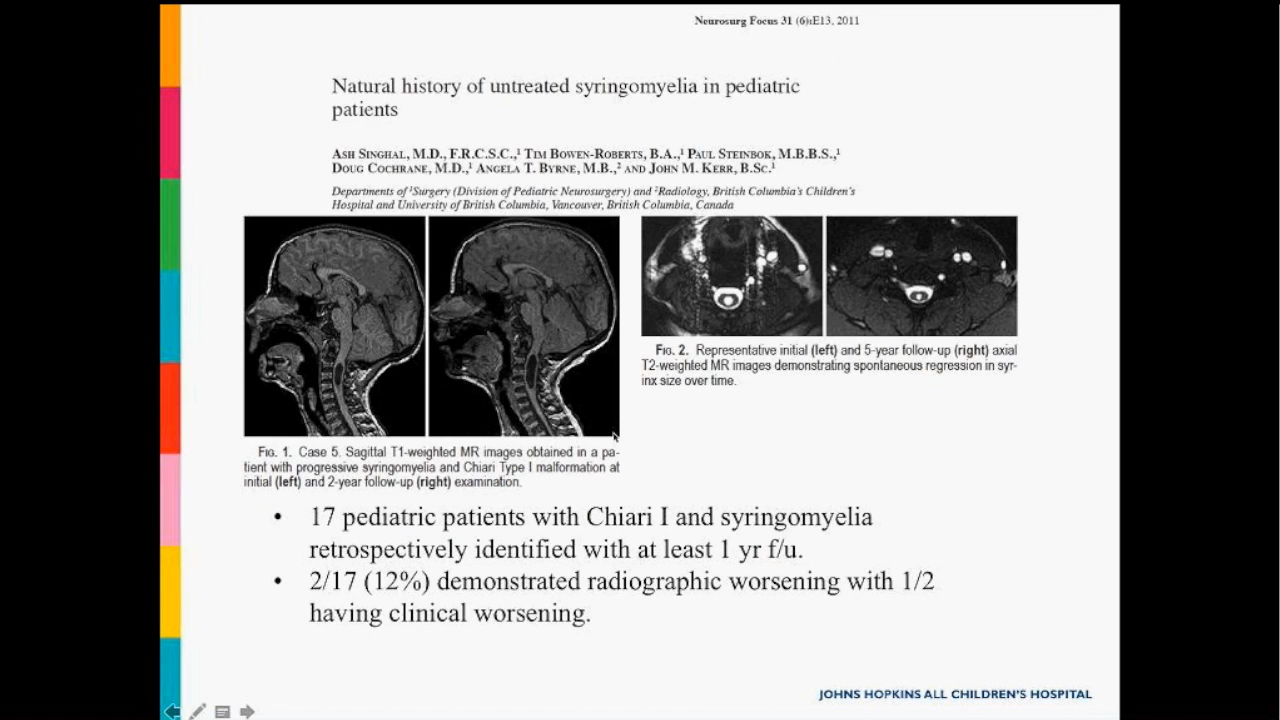 Neurosurg Focus 31 (6):E13, 2011
Natural history of untreated syringomyelia in pediatric
patients
Ash Singhal, M.D., F.R.C.S.C.,¹ Tim Bowen-Roberts, B.A.,¹ Paul Steinbok, M.B.B.S.,¹
Doug Cochrane, M.D.,¹ Angela T. Byrne, M.B.,² and John M. Kerr, B.Sc.¹
Departments of ¹Surgery (Division of Pediatric Neurosurgery) and ²Radiology, British Columbia's Children's
Hospital and University of British Columbia, Vancouver, British Columbia, Canada
Fig. 2. Representative initial (left) and 5-year follow-up (right) axial
T2-weighted MR images demonstrating spontaneous regression in syr-
inx size over time.
Fig. 1. Case 5. Sagittal T1-weighted MR images obtained in a pa-
tient with progressive syringomyelia and Chiari Type I malformation at
initial (left) and 2-year follow-up (right) examination.
• 17 pediatric patients with Chiari I and syringomyelia
retrospectively identified with at least 1 yr f/u.
• 2/17 (12%) demonstrated radiographic worsening with 1/2
having clinical worsening.
JOHNS HOPKINS ALL CHILDREN'S HOSPITAL